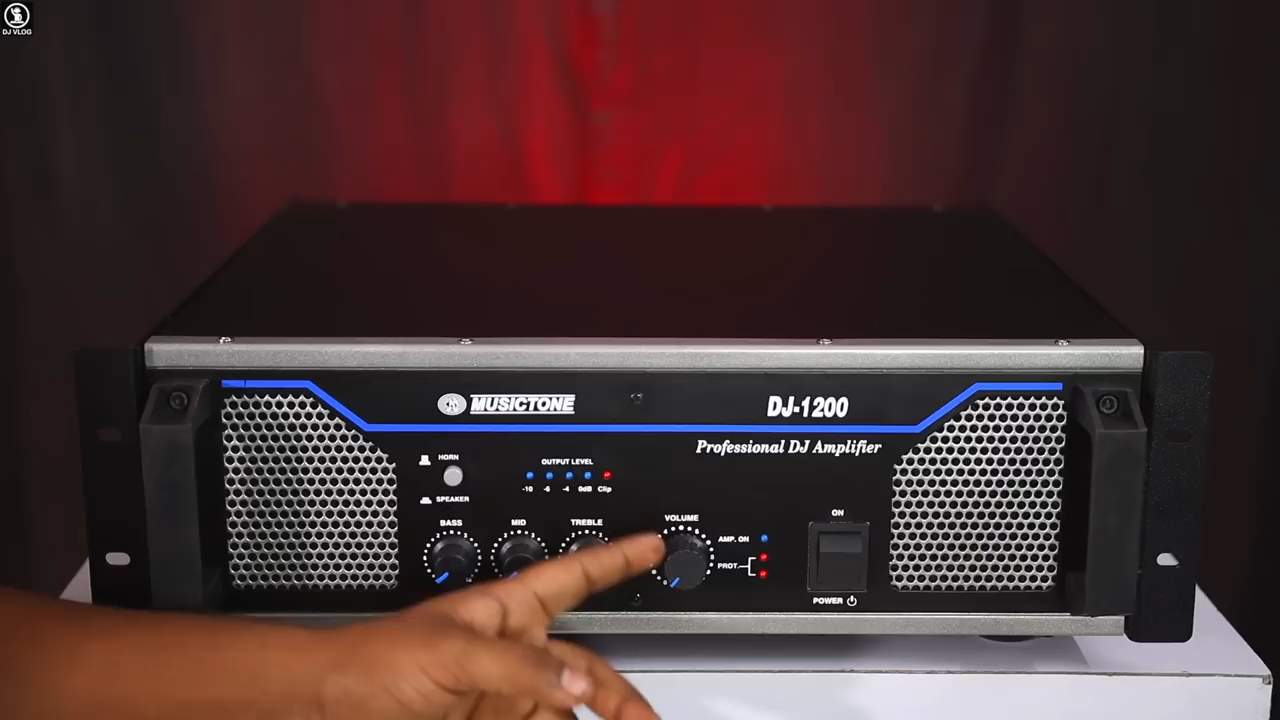 DJ VLOG
MUSICTONE
DJ-1200
Professional DJ Amplifier
HORN
SPEAKER
OUTPUT LEVEL
-10 -6 -4 0dB Clip
BASS
MID
TREBLE
VOLUME
0
AMP. ON
PROT.
ON
POWER